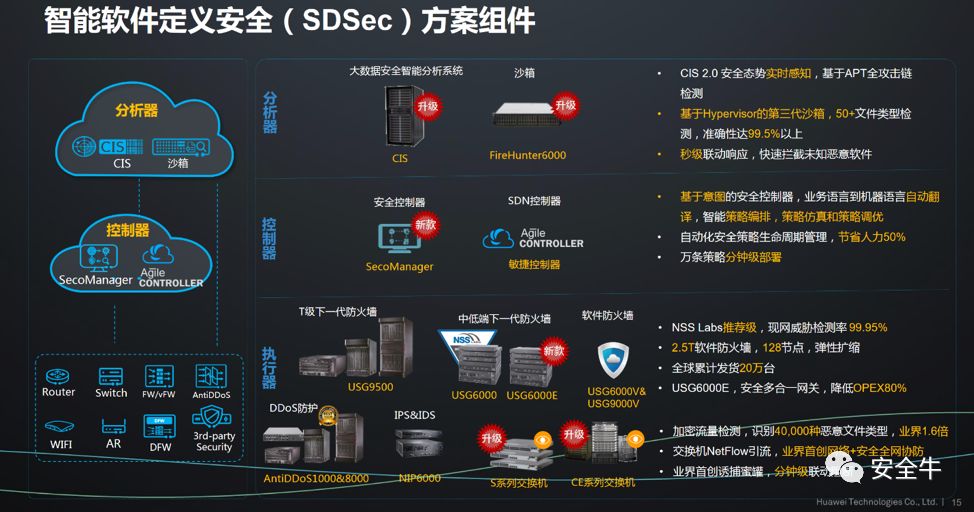 智能软件定义安全（SDSec）方案组件
分析器
CIS
CIS
沙箱
控制器
SecoManager
Agile
CONTROLLER
Router
Switch
FW/vFW
AntiDDoS
WIFI
AR
DFW
DFW
3rd-party
Security
分析器
大数据安全智能分析系统
沙箱
升级
升级
CIS
FireHunter6000
• CIS 2.0 安全态势实时感知，基于APT全攻击链
检测
• 基于Hypervisor的第三代沙箱，50+文件类型检
测，准确性达99.5%以上
• 秒级联动响应，快速拦截未知恶意软件
控制器
安全控制器
SDN控制器
新款
Agile
CONTROLLER
SecoManager
敏捷控制器
• 基于意图的安全控制器，业务语言到机器语言自动翻
译，智能策略编排，策略仿真和策略调优
• 自动化安全策略生命周期管理，节省人力50%
• 万条策略分钟级部署
执行器
T级下一代防火墙
中低端下一代防火墙
软件防火墙
NSS
新款
USG9500
USG6000
USG6000E
USG6000V&
USG9000V
• NSS Labs推荐级，现网威胁检测率 99.95%
• 2.5T软件防火墙，128节点，弹性扩缩
• 全球累计发货20万台
• USG6000E，安全多合一网关，降低OPEX80%
DDoS防护
IPS&IDS
升级
升级
AntiDDoS1000&8000
NIP6000
S系列交换机
CE系列交换机
• 加密流量检测，识别40,000种恶意文件类型，业界1.6倍
• 交换机NetFlow引流，业界首创网络+安全全网协防
• 业界首创诱捕蜜罐，分钟级联动
安全牛
Huawei Technologies Co., Ltd. | 15